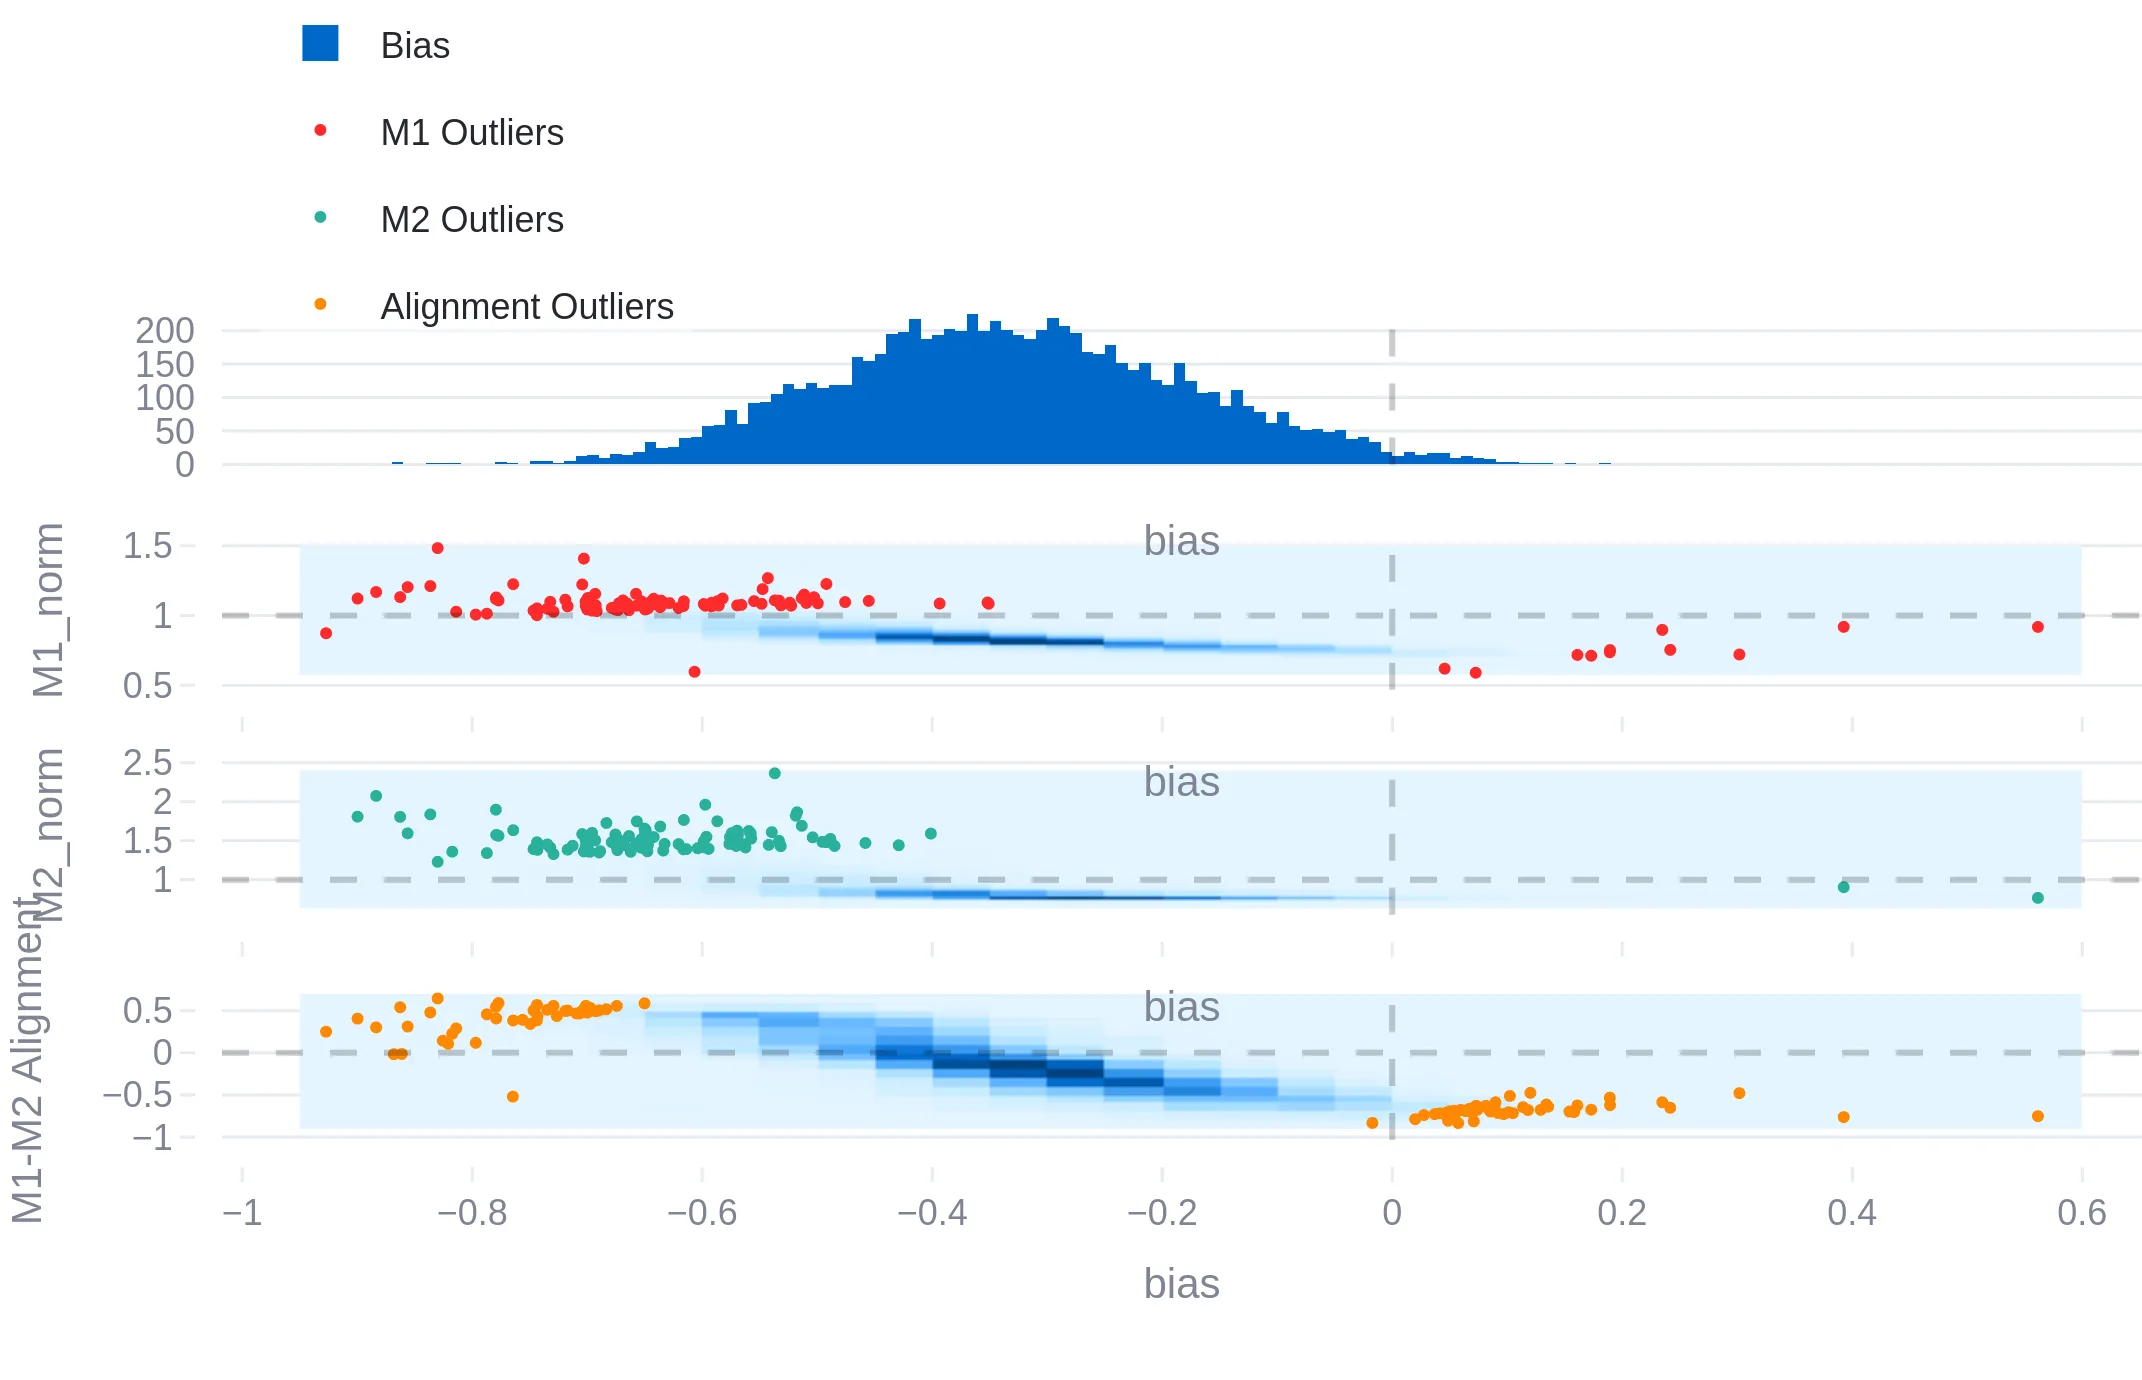 Bias
M1 Outliers
M2 Outliers
Alignment Outliers
200
150
100
50
0
bias
M1_norm
1.5
1
0.5
bias
M2_norm
2.5
2
1.5
1
bias
M1-M2 Alignment
0.5
0
−0.5
−1
−1 −0.8 −0.6 −0.4 −0.2 0 0.2 0.4 0.6
bias